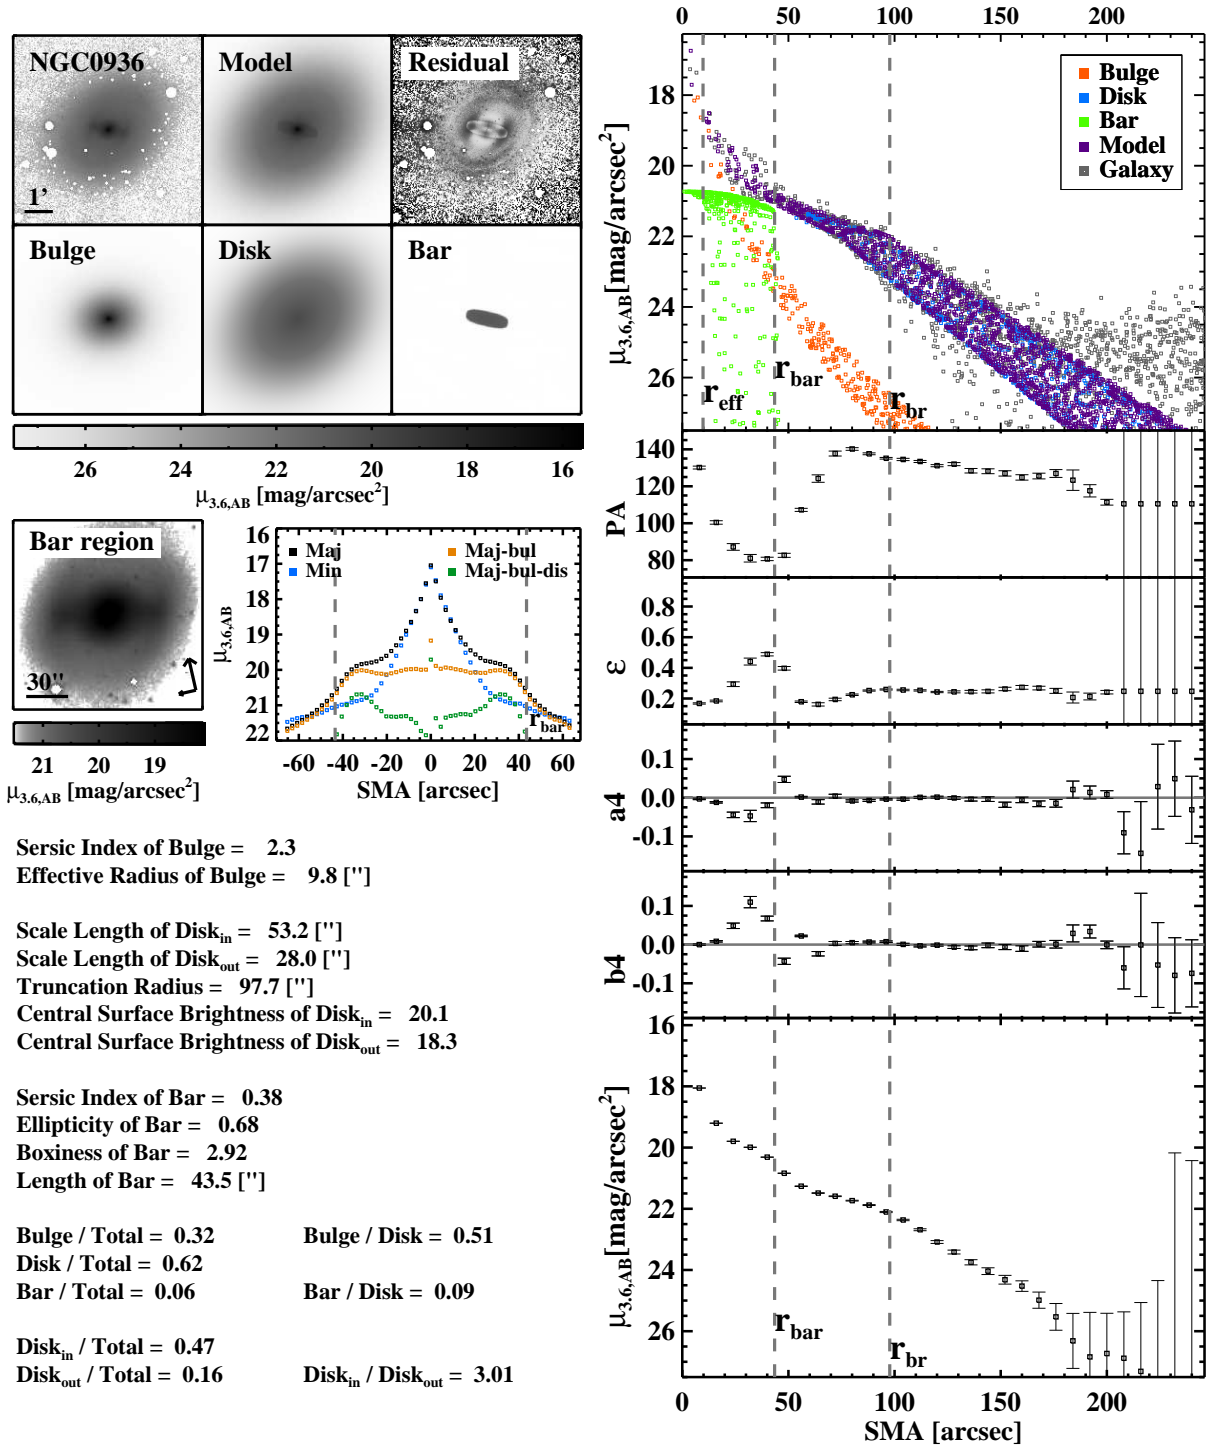 NGC0936
Model
Residual
1'
Bulge
Disk
Bar
26 24 22 20 18 16
μ3.6,AB [mag/arcsec2]
Bar region
30"
21 20 19
μ3.6,AB [mag/arcsec2]
16
17
18
19
20
21
22
μ3.6,AB
Maj
Min
Maj-bul
Maj-bul-dis
rbar
-60 -40 -20 0 20 40 60
SMA [arcsec]
Sersic Index of Bulge = 2.3
Effective Radius of Bulge = 9.8 ["]
Scale Length of Diskin = 53.2 ["]
Scale Length of Diskout = 28.0 ["]
Truncation Radius = 97.7 ["]
Central Surface Brightness of Diskin = 20.1
Central Surface Brightness of Diskout = 18.3
Sersic Index of Bar = 0.38
Ellipticity of Bar = 0.68
Boxiness of Bar = 2.92
Length of Bar = 43.5 ["]
Bulge / Total = 0.32 Bulge / Disk = 0.51
Disk / Total = 0.62
Bar / Total = 0.06 Bar / Disk = 0.09
Diskin / Total = 0.47
Diskout / Total = 0.16 Diskin / Diskout = 3.01
0 50 100 150 200
18
20
22
24
26
μ3.6,AB[mag/arcsec2]
Bulge
Disk
Bar
Model
Galaxy
reff
rbar
rbr
140
120
100
80
PA
0.8
0.6
0.4
0.2
ε
0.1
0.0
-0.1
a4
0.1
0.0
-0.1
b4
16
18
20
22
24
26
μ3.6,AB[mag/arcsec2]
rbar
rbr
0 50 100 150 200
SMA [arcsec]